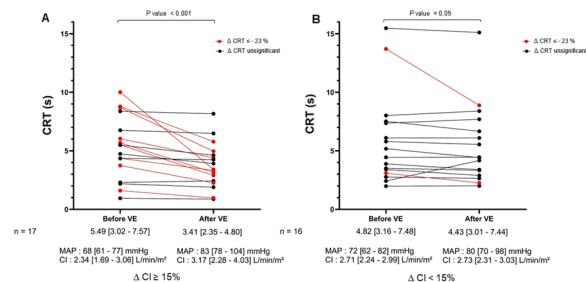 A
P value < 0.001
Δ CRT ≤ - 23 %
Δ CRT unsignificant
CRT (s)
15
10
5
0
Before VE
After VE
n = 17
5.49 [3.02 - 7.57]
3.41 [2.35 - 4.80]
MAP : 68 [61 - 77] mmHg
MAP : 83 [78 - 104] mmHg
CI : 2.34 [1.69 - 3.06] L/min/m²
CI : 3.17 [2.28 - 4.03] L/min/m²
Δ CI ≥ 15%
B
P value = 0.09
Δ CRT ≤ - 23 %
Δ CRT unsignificant
CRT (s)
15
10
5
0
Before VE
After VE
n = 16
4.82 [3.16 - 7.48]
4.43 [3.01 - 7.44]
MAP : 72 [62 - 82] mmHg
MAP : 80 [70 - 98] mmHg
CI : 2.71 [2.24 - 2.99] L/min/m²
CI : 2.73 [2.31 - 3.03] L/min/m²
Δ CI < 15%